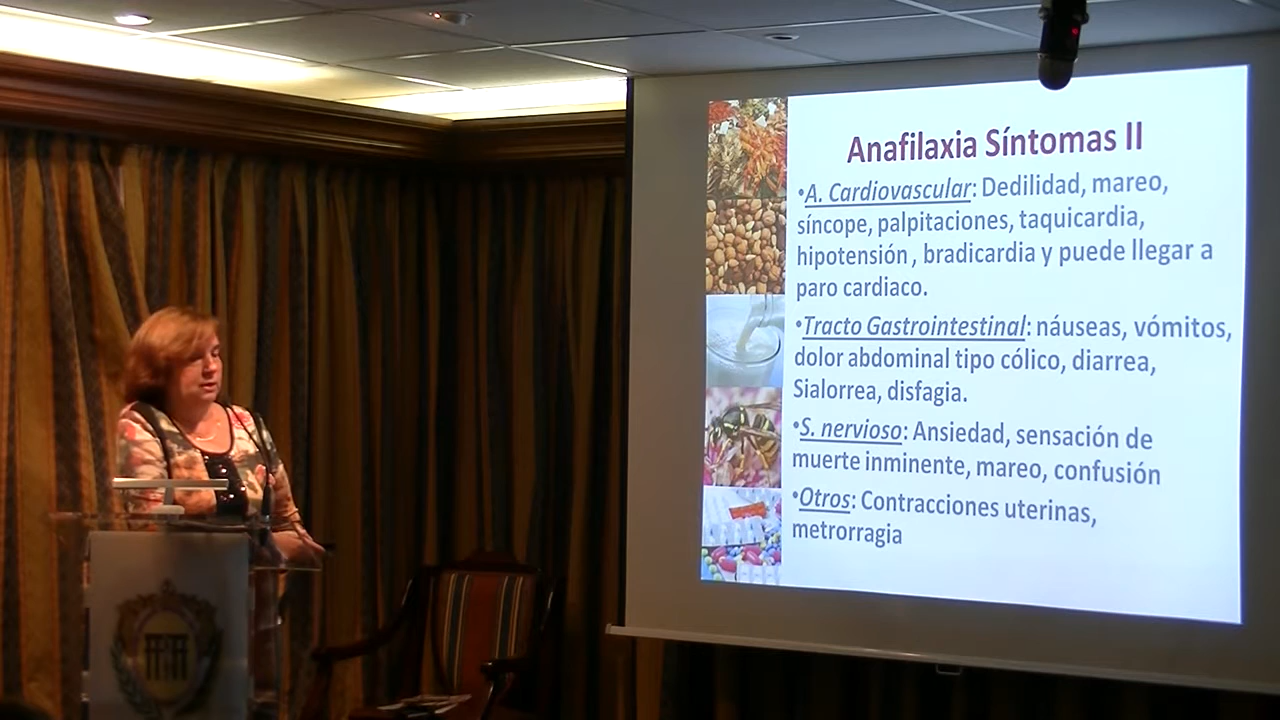 Anafilaxia Síntomas II
•A. Cardiovascular: Dedilidad, mareo,
síncope, palpitaciones, taquicardia,
hipotensión, bradicardia y puede llegar a
paro cardiaco.
•Tracto Gastrointestinal: náuseas, vómitos,
dolor abdominal tipo cólico, diarrea,
Sialorrea, disfagia.
•S. nervioso: Ansiedad, sensación de
muerte inminente, mareo, confusión
•Otros: Contracciones uterinas,
metrorragia